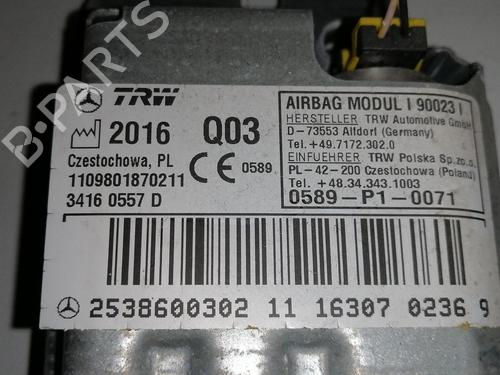 B-PARTS
TRW
2016 Q03
Czestochowa, PL
1109801870211
3416 0557 D
CE 0589
AIRBAG MODUL I 90023 I
HERSTELLER TRW Automotive GmbH
D-73553 Alfdorf (Germany)
Tel. +49.7172.302.0
EINFUEHRER TRW Polska Sp.zo.o.
PL-42-200 Czestochowa (Poland)
Tel. +48.34.343.1003
0589-P1-0071
2538600302 11 16307 0236 9